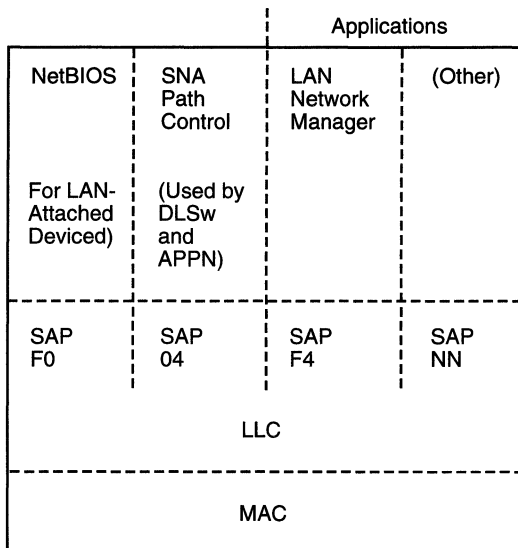 Applications
NetBIOS
For LAN-
Attached
Deviced)
SNA
Path
Control
(Used by
DLSw
and
APPN)
LAN
Network
Manager
(Other)
SAP
F0
SAP
04
SAP
F4
SAP
NN
LLC
MAC